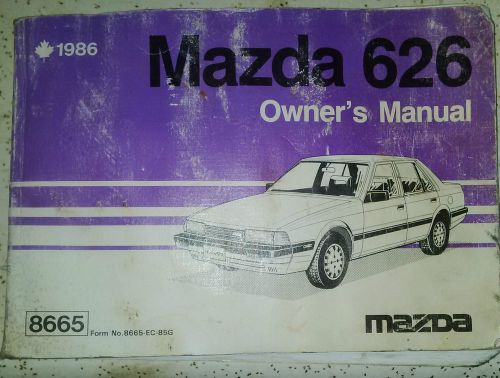 1986
Mazda 626
Owner's Manual
8665
Form No.8665-EC-85G
mazda